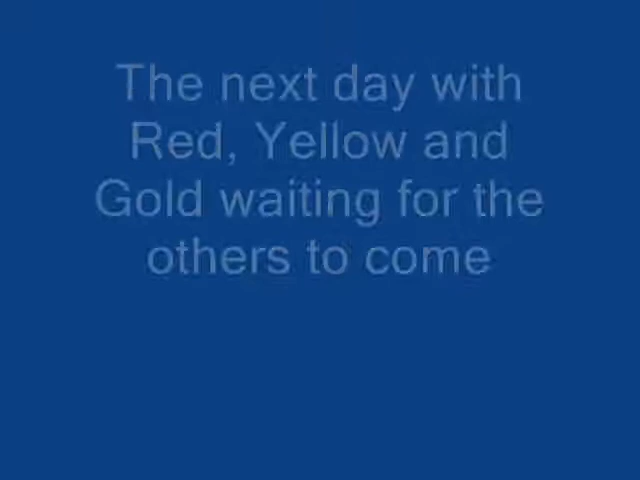 The next day with
Red, Yellow and
Gold waiting for the
others to come